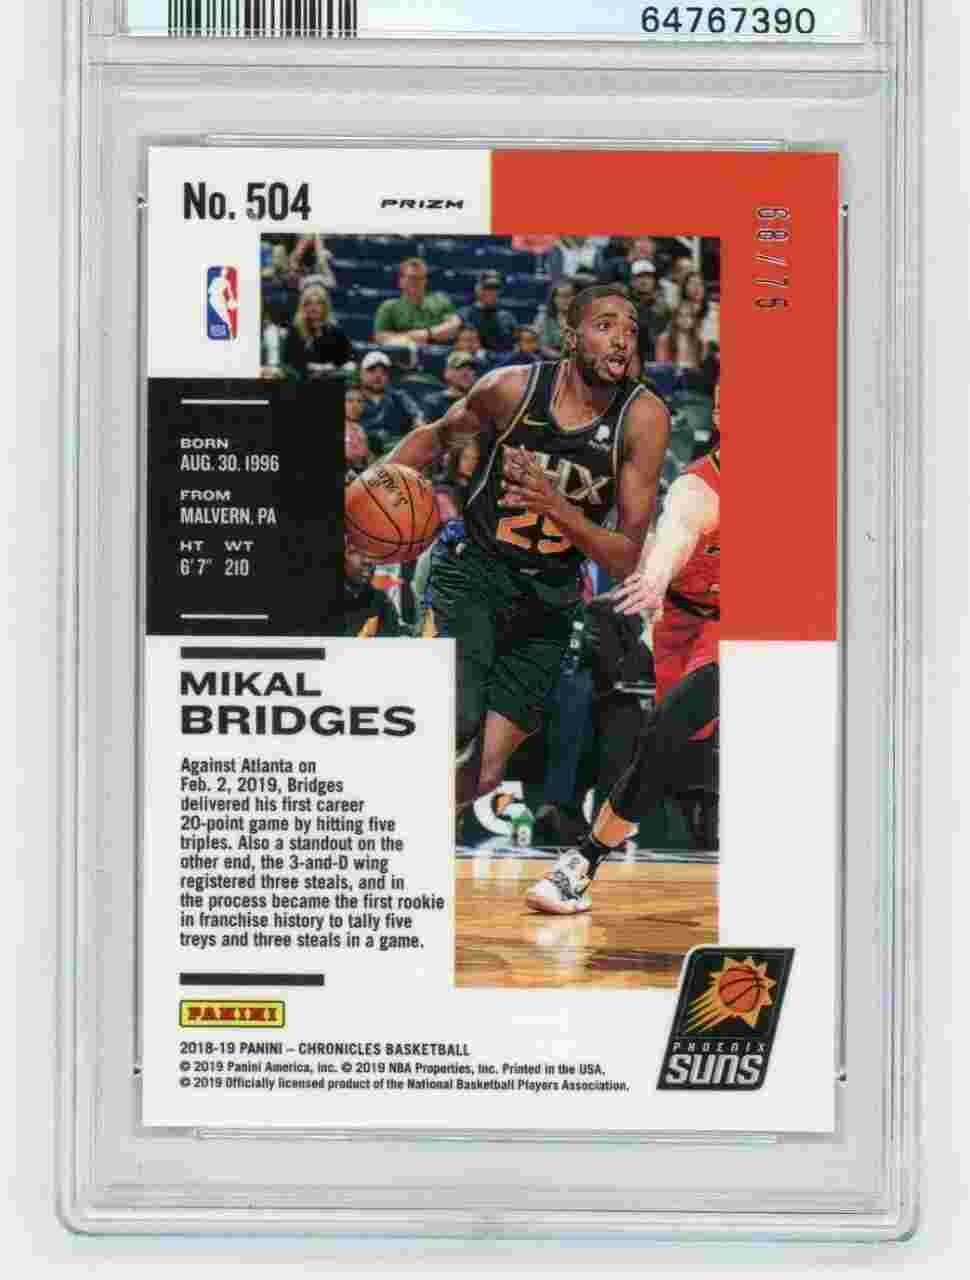 64767390
No. 504
PRIZM
68/75
BORN
AUG. 30. 1996
FROM
MALVERN, PA
HT WT
6'7" 210
PHX
25
MIKAL
BRIDGES
Against Atlanta on
Feb. 2, 2019, Bridges
delivered his first career
20-point game by hitting five
triples. Also a standout on the
other end, the 3-and-D wing
registered three steals, and in
the process became the first rookie
in franchise history to tally five
treys and three steals in a game.
PANINI
2018-19 PANINI – CHRONICLES BASKETBALL
© 2019 Panini America, Inc. © 2019 NBA Properties, Inc. Printed in the USA.
© 2019 Officially licensed product of the National Basketball Players Association.
PHOENIX
SUNS